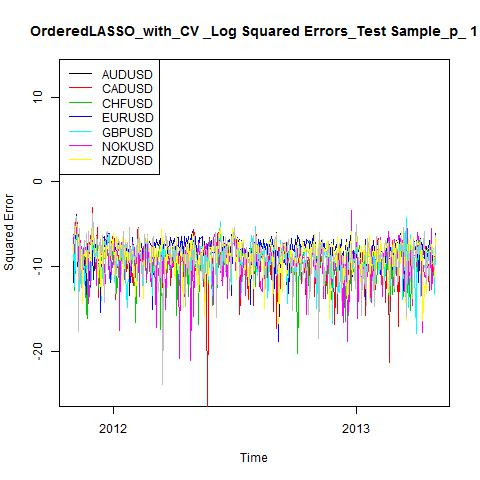 OrderedLASSO_with_CV _Log Squared Errors_Test Sample_p_ 1
AUDUSD
CADUSD
CHFUSD
EURUSD
GBPUSD
NOKUSD
NZDUSD
10
0
-10
-20
Squared Error
2012
2013
Time